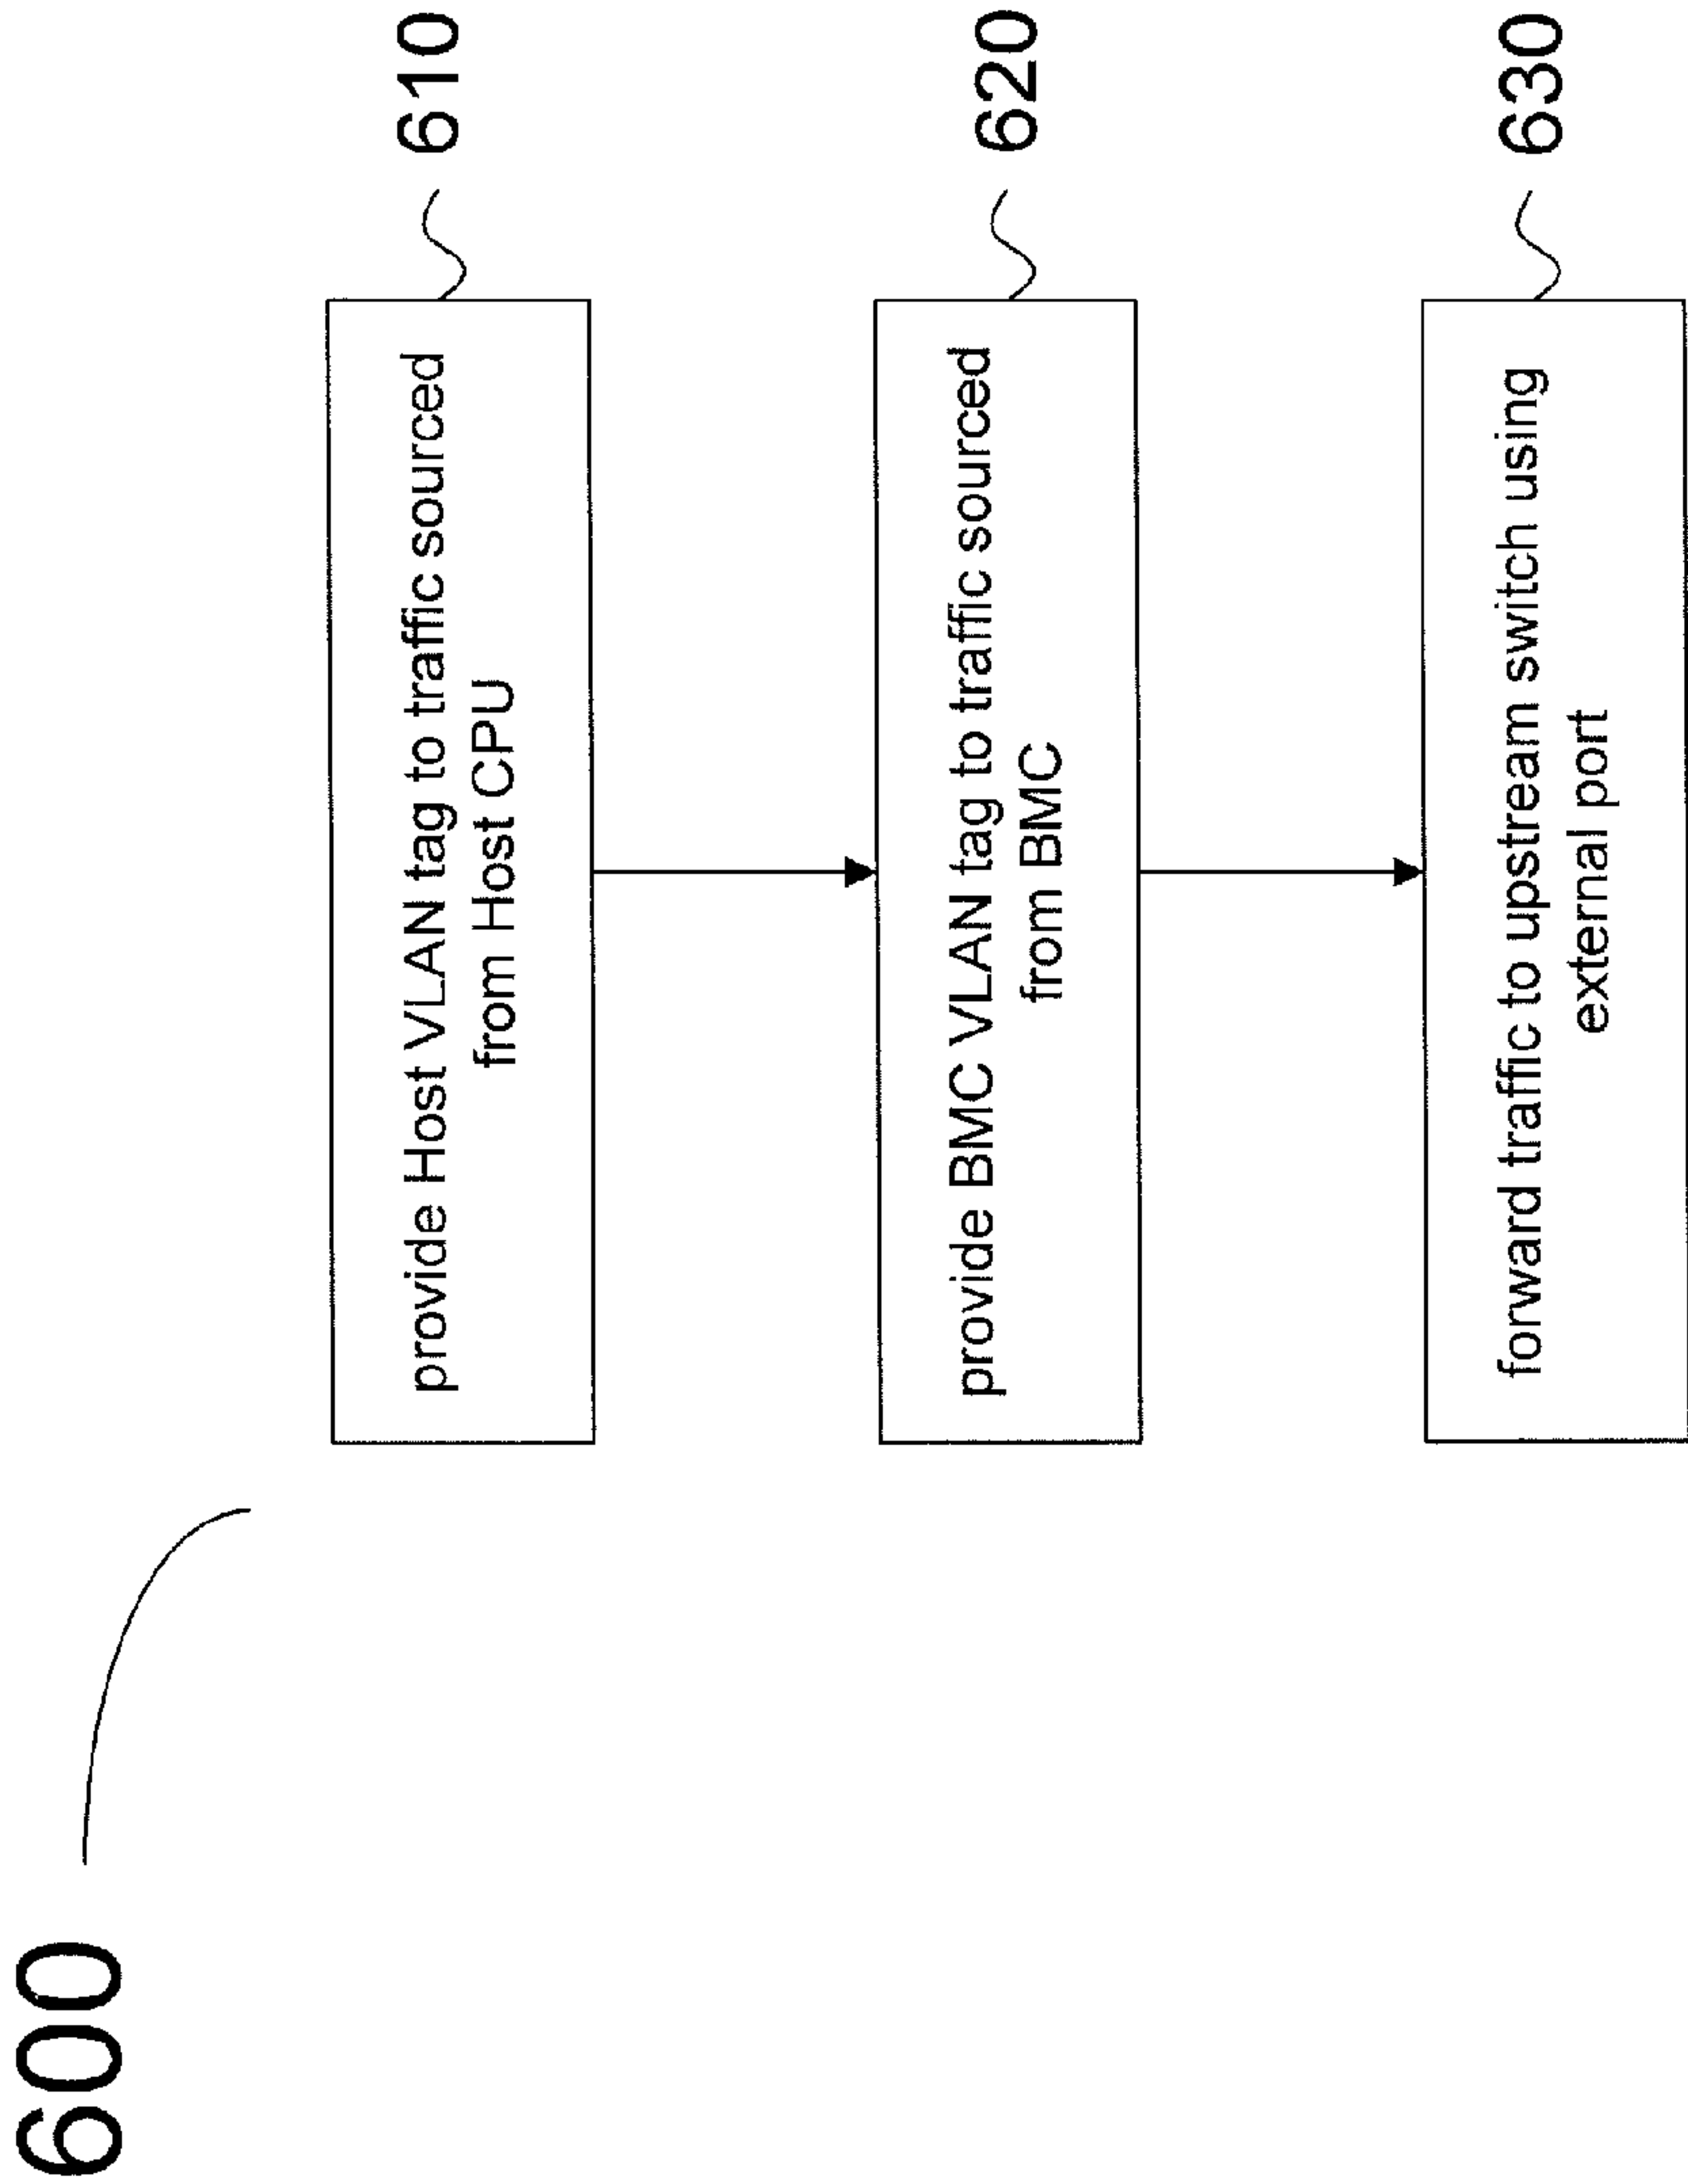 600
provide Host VLAN tag to traffic sourced
from Host CPU
610
provide BMC VLAN tag to traffic sourced
from BMC
620
forward traffic to upstream switch using
external port
630